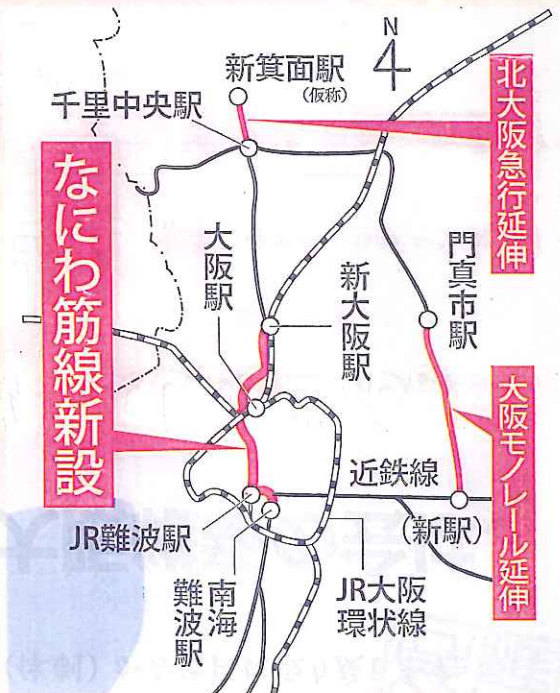 N
新箕面駅
(仮称)
千里中央駅
北大阪急行延伸
なにわ筋線新設
大阪駅
新大阪駅
門真市駅
大阪モノレール延伸
近鉄線
(新駅)
JR難波駅
南海
難波駅
JR大阪
環状線